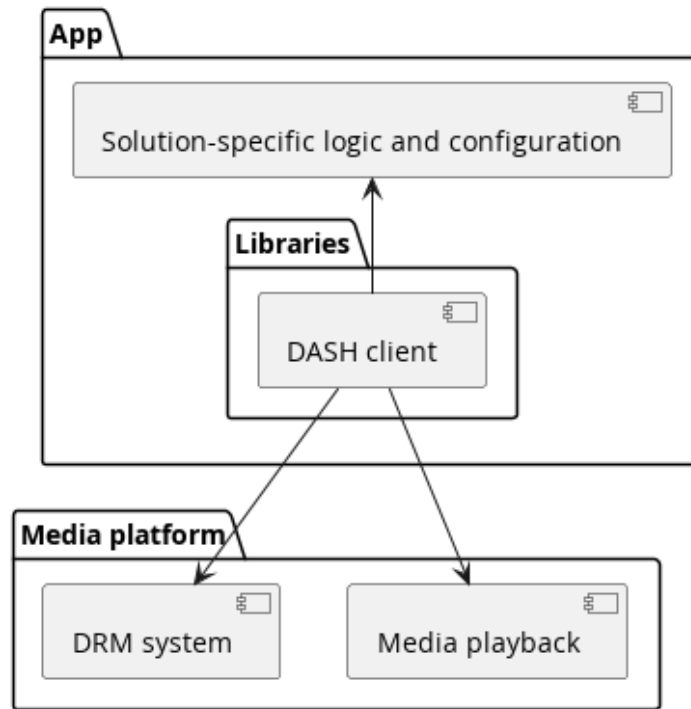 App
Solution-specific logic and configuration
Libraries
DASH client
Media platform
DRM system
Media playback